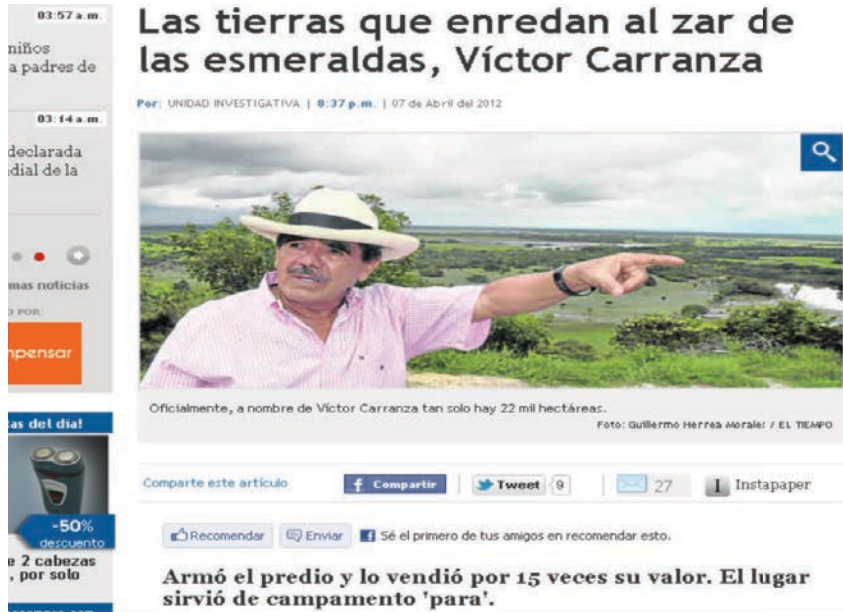 03:57 a.m.
niños
a padres de
03:14 a.m.
declarada
dial de la
mas noticias
POR:
mpensar
as del día!
-50%
descuento
e 2 cabezas
, por solo
Las tierras que enredan al zar de
las esmeraldas, Víctor Carranza
Por: UNIDAD INVESTIGATIVA | 8:37 p.m. | 07 de Abril del 2012
Oficialmente, a nombre de Víctor Carranza tan solo hay 22 mil hectáreas.
Foto: Guillermo Herrea Morales / EL TIEMPO
Comparte este artículo
f Compartir
Tweet 9
27
I Instapaper
Recomendar
Enviar
f Sé el primero de tus amigos en recomendar esto.
Armó el predio y lo vendió por 15 veces su valor. El lugar
sirvió de campamento 'para'.